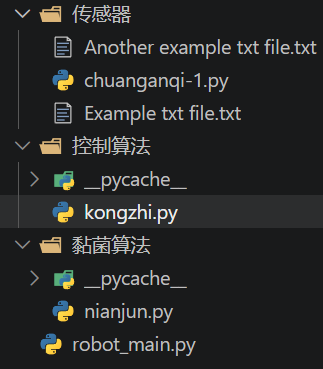 传感器
Another example txt file.txt
chuanganqi-1.py
Example txt file.txt
控制算法
__pycache__
kongzhi.py
黏菌算法
__pycache__
nianjun.py
robot_main.py